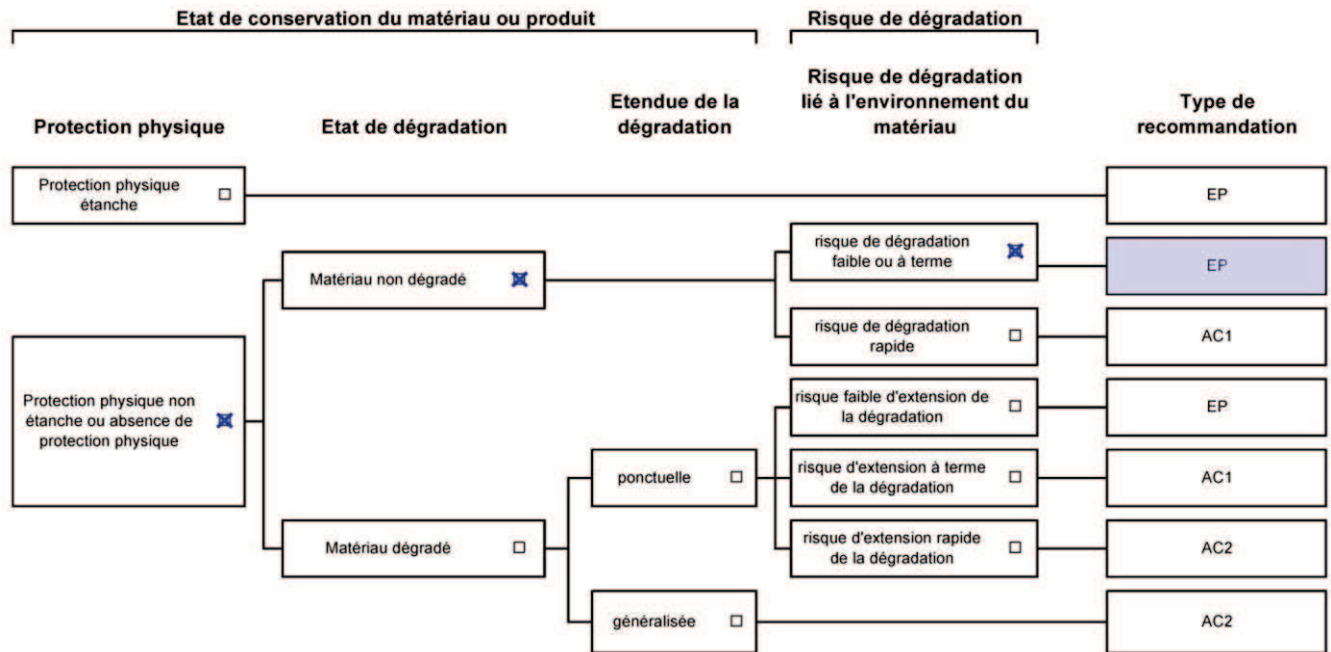 Etat de conservation du matériau ou produit
Risque de dégradation
Protection physique
Etat de dégradation
Etendue de la
dégradation
Risque de dégradation
lié à l'environnement du
matériau
Type de
recommandation
Protection physique
étanche
EP
risque de dégradation
faible ou à terme
EP
Matériau non dégradé
risque de dégradation
rapide
AC1
Protection physique non
étanche ou absence de
protection physique
risque faible d'extension de
la dégradation
EP
ponctuelle
risque d'extension à terme
de la dégradation
AC1
Matériau dégradé
risque d'extension rapide
de la dégradation
AC2
généralisée
AC2